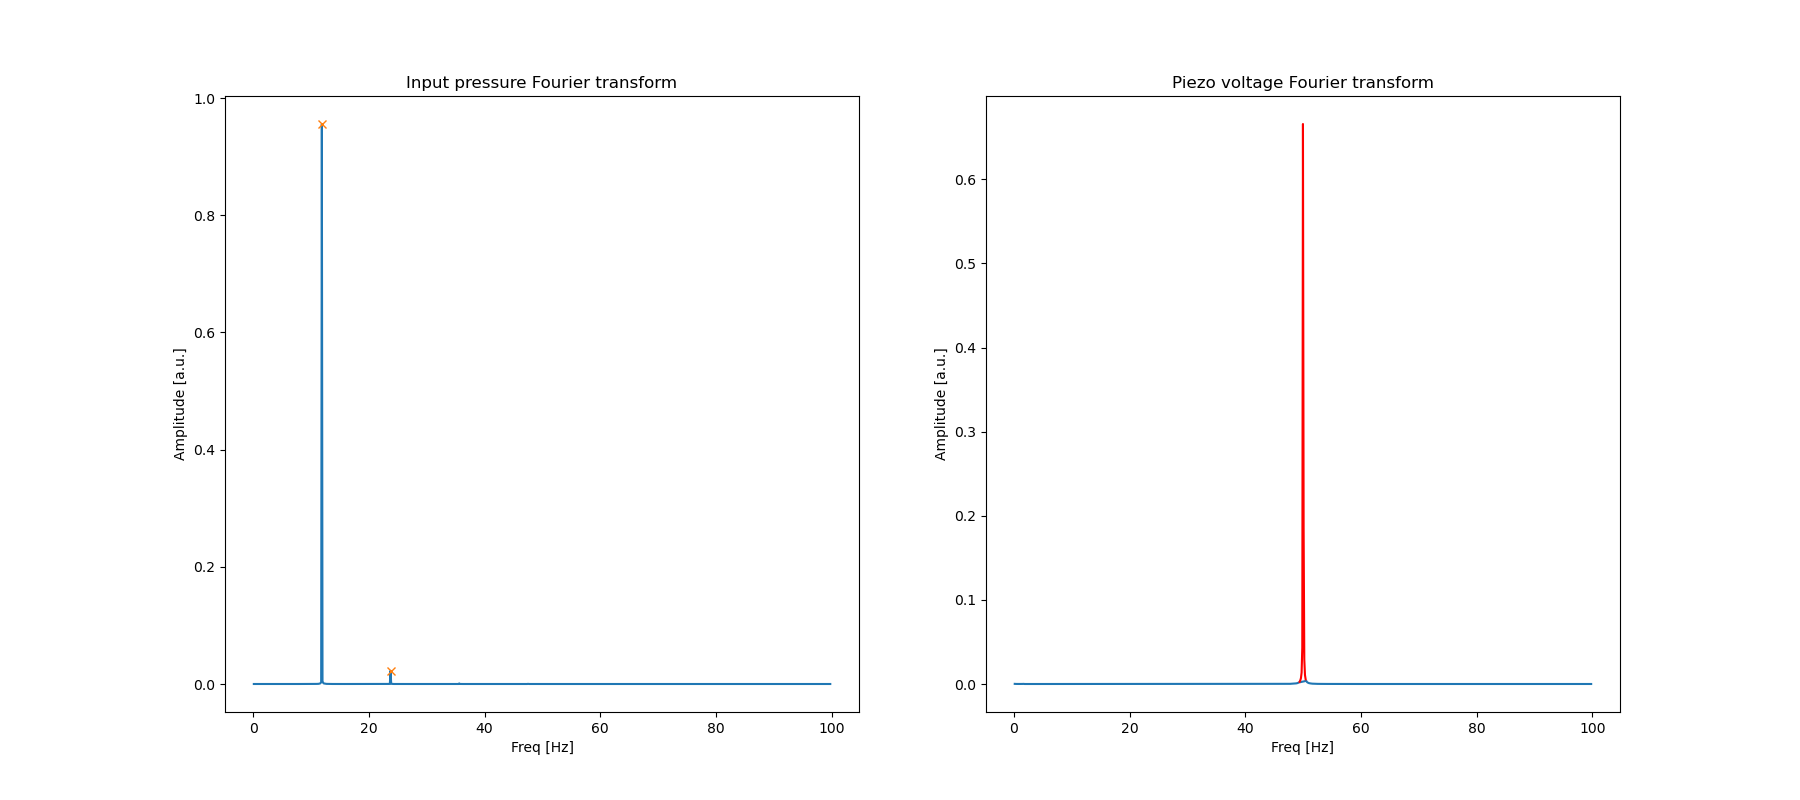 Input pressure Fourier transform
1.0
0.8
0.6
0.4
0.2
0.0
Amplitude [a.u.]
0 20 40 60 80 100
Freq [Hz]
Piezo voltage Fourier transform
0.6
0.5
0.4
0.3
0.2
0.1
0.0
Amplitude [a.u.]
0 20 40 60 80 100
Freq [Hz]